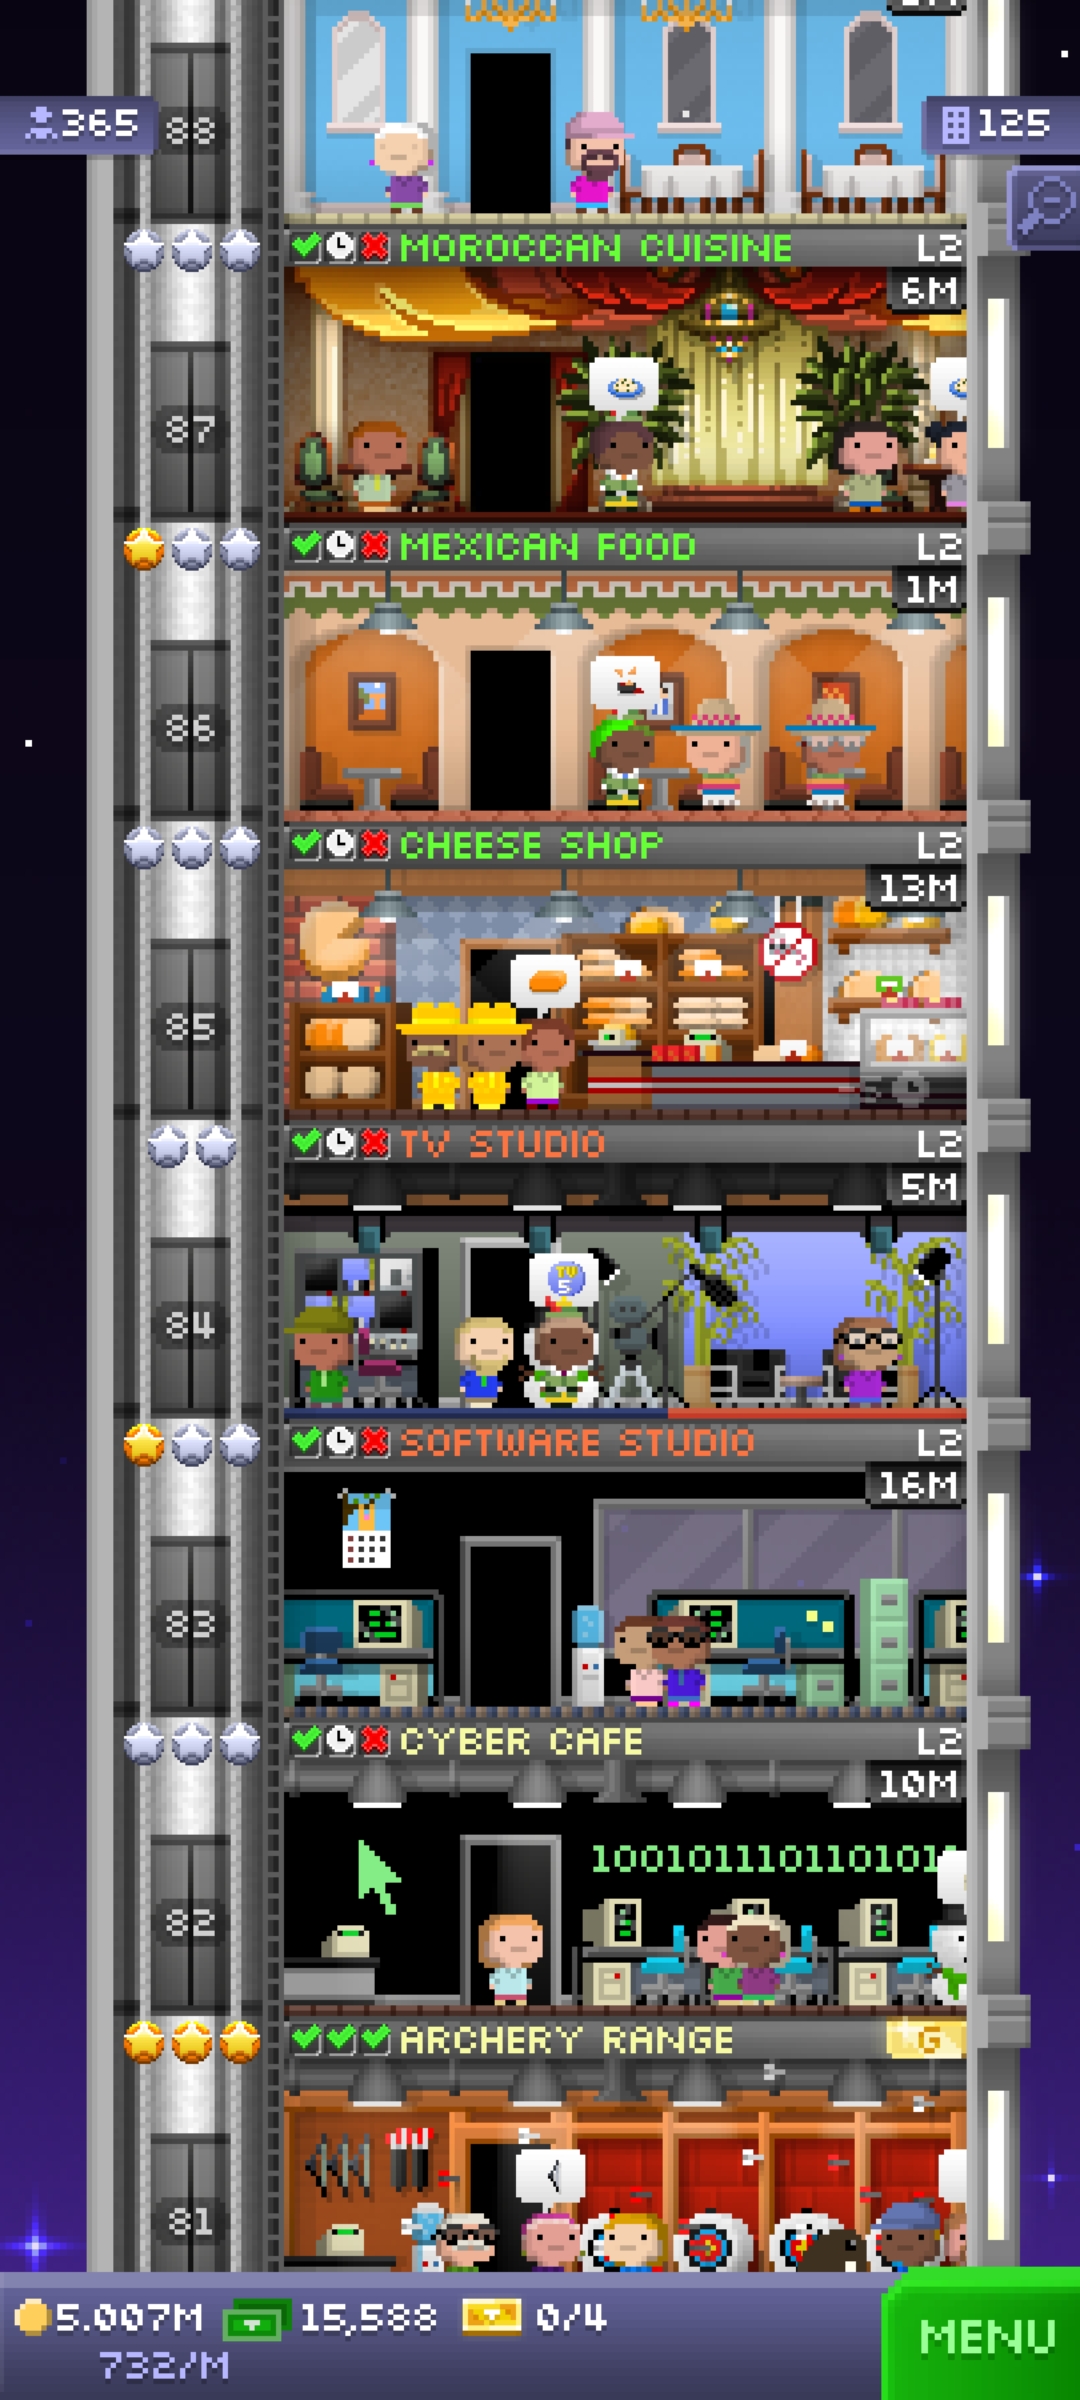 365
88
125
MOROCCAN CUISINE L2
6M
87
MEXICAN FOOD L2
1M
86
CHEESE SHOP L2
13M
85
TV STUDIO L2
5M
TV
5
84
SOFTWARE STUDIO L2
16M
83
CYBER CAFE L2
10M
100101110110101
82
ARCHERY RANGE G
81
5.007M 15,588 0/4
732/M
MENU